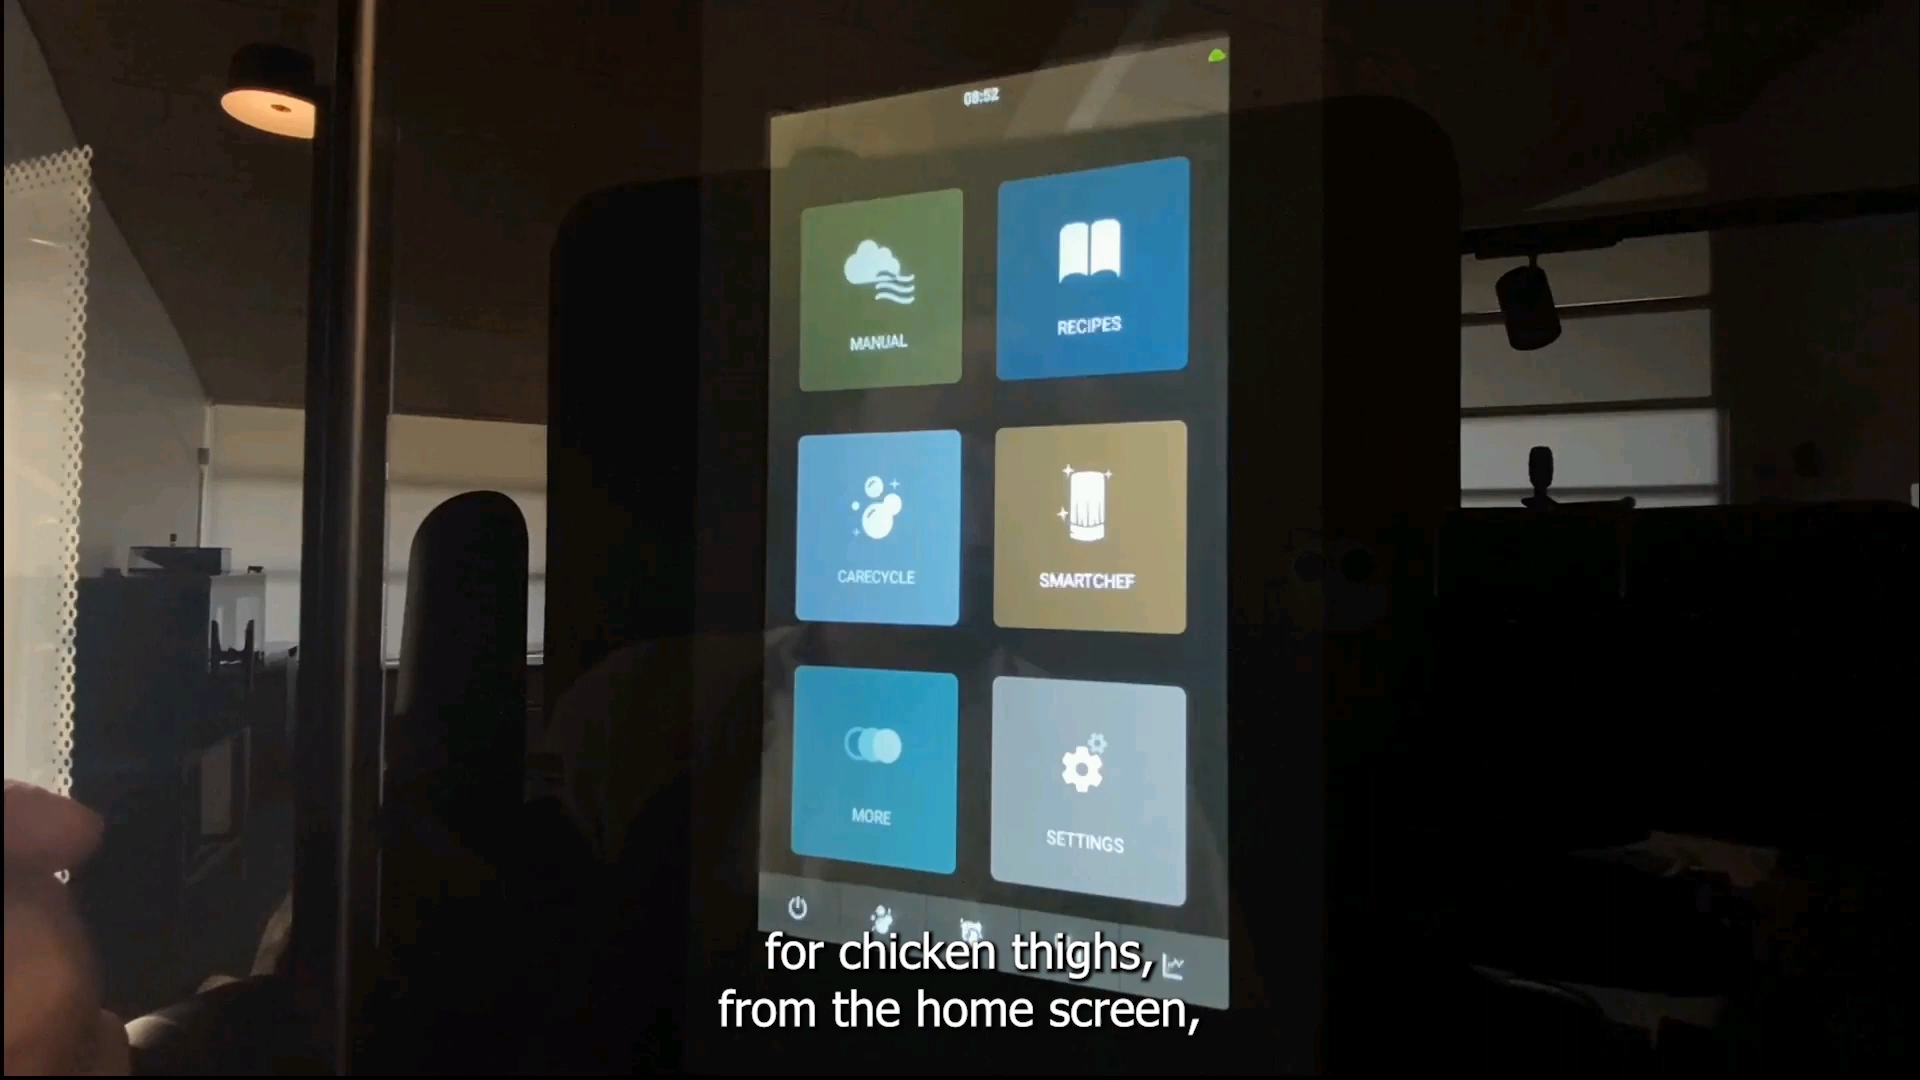 08:52
MANUAL
RECIPES
CARECYCLE
SMARTCHEF
MORE
SETTINGS
for chicken thighs,
from the home screen,